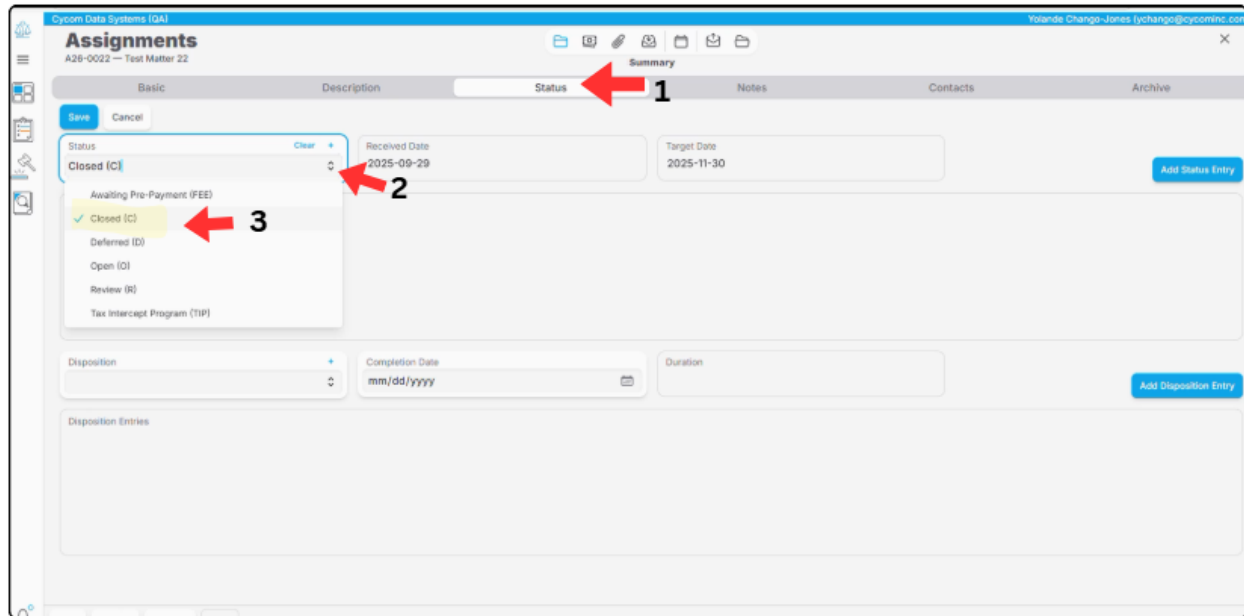 Cycom Data Systems (QA)
Yolande Chango-Jones (ychango@cycominc.con
Assignments
A26-0022 — Test Matter 22
Summary
Basic
Description
Status
1
Notes
Contacts
Archive
Save
Cancel
Status
Clear +
Closed (C)
2
Received Date
2025-09-29
Target Date
2025-11-30
Add Status Entry
Awaiting Pre-Payment (FEE)
Closed (C)
3
Deferred (D)
Open (O)
Review (R)
Tax Intercept Program (TIP)
Disposition +
Completion Date
mm/dd/yyyy
Duration
Add Disposition Entry
Disposition Entries